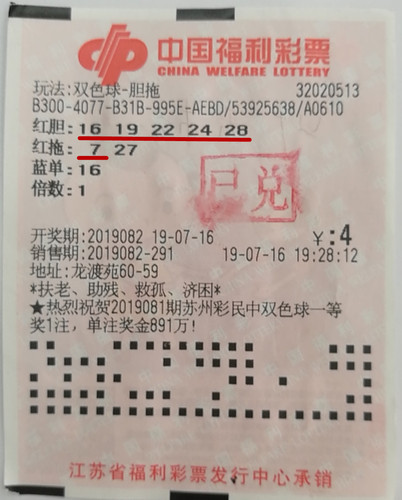 中国福利彩票
CHINA WELFARE LOTTERY
玩法:双色球-胆拖 32020513
B300-4077-B31B-995E-AEBD/53925638/A0610
红胆:16 19 22 24 28
红拖: 7 27
蓝单:16
倍数:1
已兑
开奖期:2019082 19-07-16 ￥:4
销售期:2019082-291 19-07-16 19:28:12
地址:龙渡苑60-59
*扶老、助残、救孤、济困*
★热烈祝贺2019081期苏州彩民中双色球一等
奖1注，单注奖金891万!
江苏省福利彩票发行中心承销